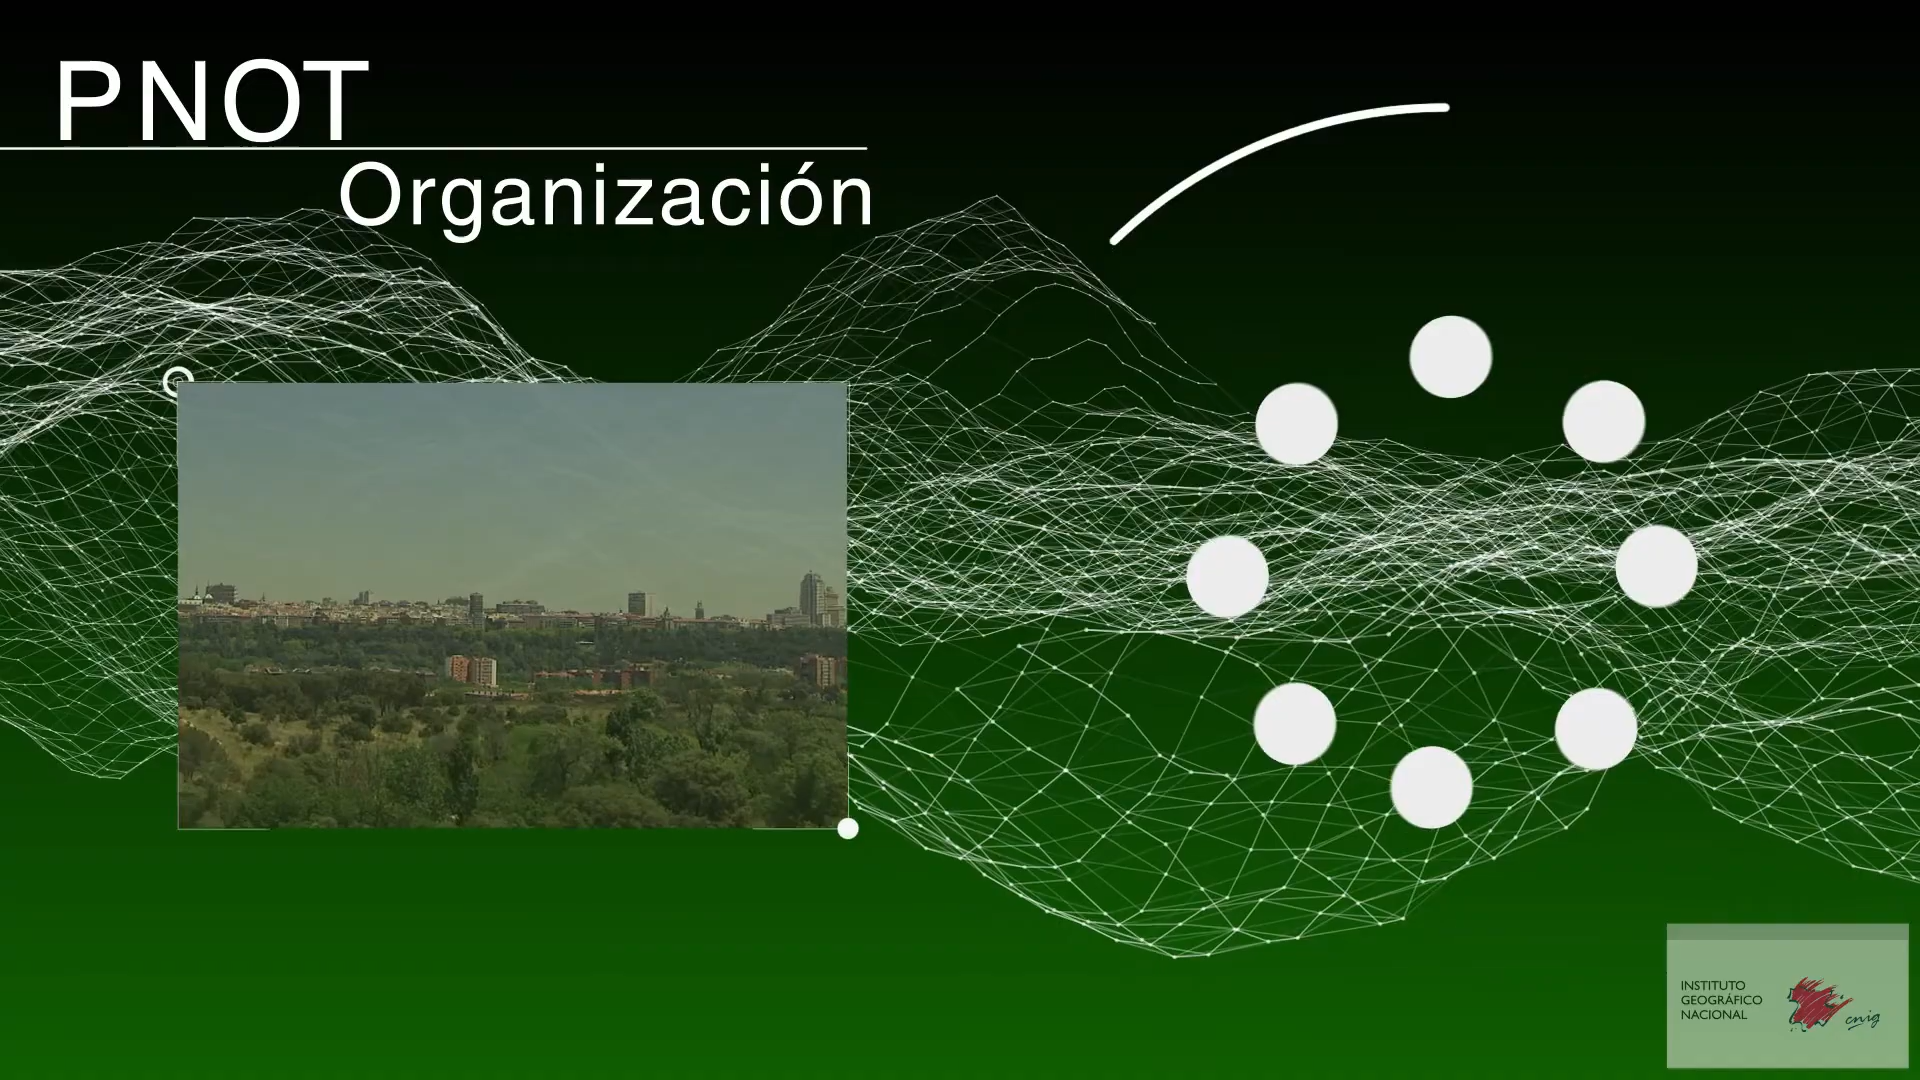 PNOT
Organización
INSTITUTO
GEOGRÁFICO
NACIONAL
cnig